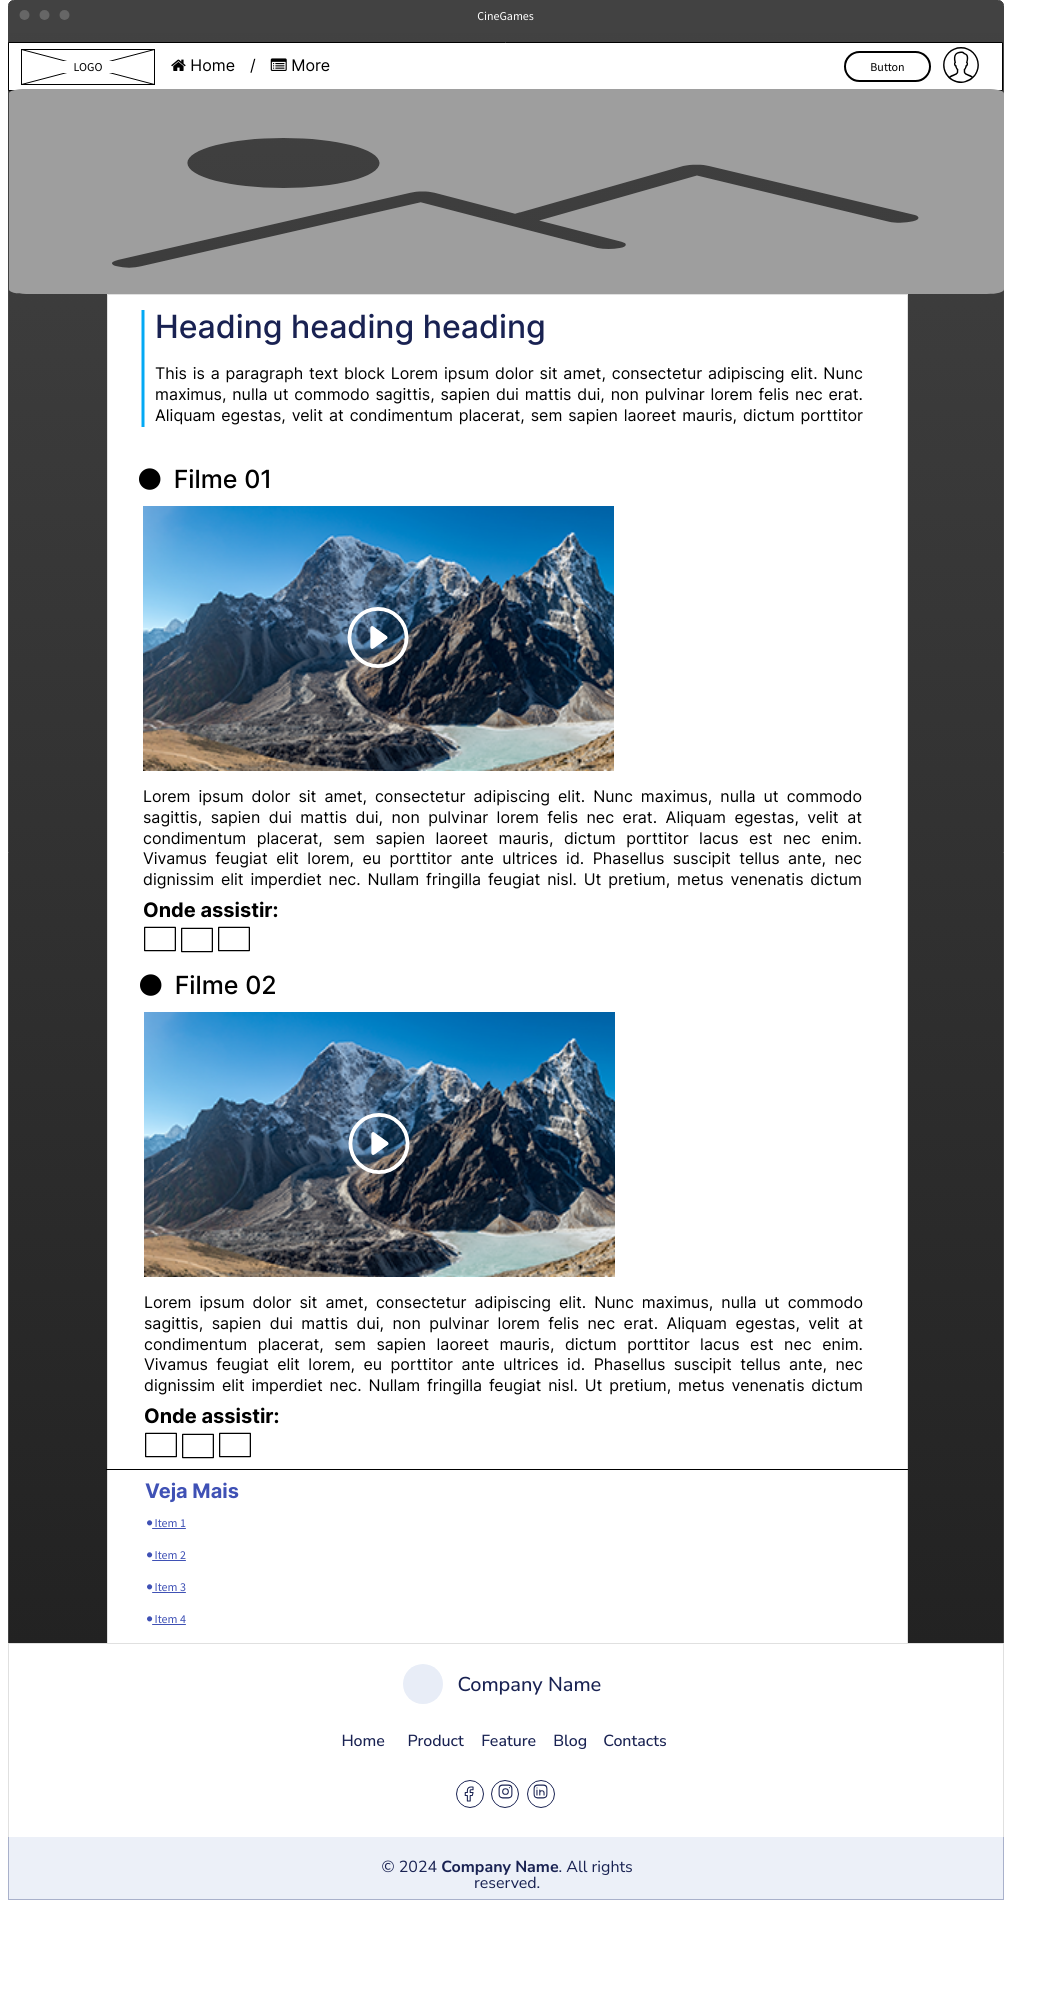 CineGames
LOGO
Home / More
Button
Heading heading heading
This is a paragraph text block Lorem ipsum dolor sit amet, consectetur adipiscing elit. Nunc
maximus, nulla ut commodo sagittis, sapien dui mattis dui, non pulvinar lorem felis nec erat.
Aliquam egestas, velit at condimentum placerat, sem sapien laoreet mauris, dictum porttitor
Filme 01
Lorem ipsum dolor sit amet, consectetur adipiscing elit. Nunc maximus, nulla ut commodo
sagittis, sapien dui mattis dui, non pulvinar lorem felis nec erat. Aliquam egestas, velit at
condimentum placerat, sem sapien laoreet mauris, dictum porttitor lacus est nec enim.
Vivamus feugiat elit lorem, eu porttitor ante ultrices id. Phasellus suscipit tellus ante, nec
dignissim elit imperdiet nec. Nullam fringilla feugiat nisl. Ut pretium, metus venenatis dictum
Onde assistir:
Filme 02
Lorem ipsum dolor sit amet, consectetur adipiscing elit. Nunc maximus, nulla ut commodo
sagittis, sapien dui mattis dui, non pulvinar lorem felis nec erat. Aliquam egestas, velit at
condimentum placerat, sem sapien laoreet mauris, dictum porttitor lacus est nec enim.
Vivamus feugiat elit lorem, eu porttitor ante ultrices id. Phasellus suscipit tellus ante, nec
dignissim elit imperdiet nec. Nullam fringilla feugiat nisl. Ut pretium, metus venenatis dictum
Onde assistir:
Veja Mais
Item 1
Item 2
Item 3
Item 4
Company Name
Home Product Feature Blog Contacts
© 2024 Company Name. All rights
reserved.